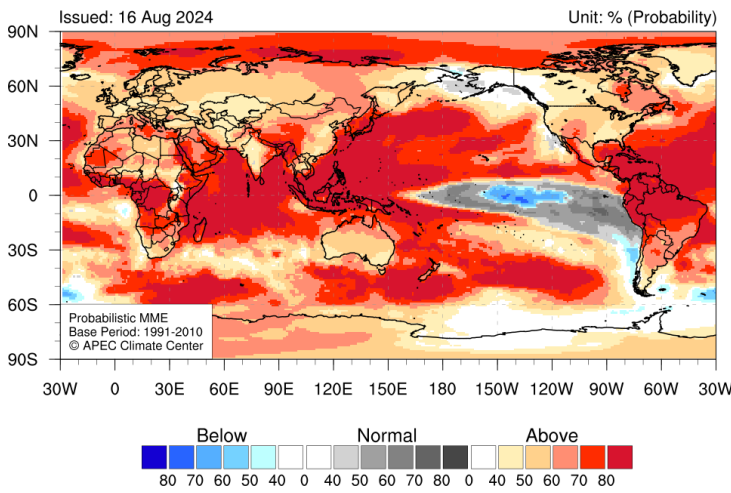 Issued: 16 Aug 2024 Unit: % (Probability)
90N
60N
30N
0
30S
60S
90S
Probabilistic MME
Base Period: 1991-2010
© APEC Climate Center
30W 0 30E 60E 90E 120E 150E 180 150W 120W 90W 60W 30W
Below Normal Above
80 70 60 50 40 0 40 50 60 70 80 0 40 50 60 70 80